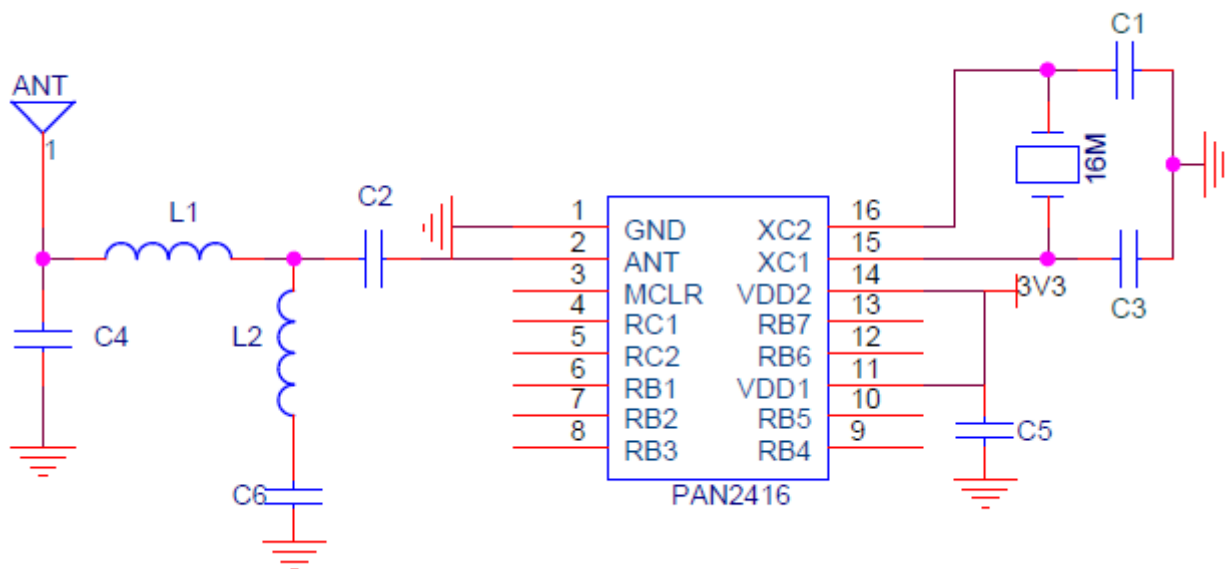 C1
ANT
1
16M
L1
C2
1
GND
XC2
16
2
ANT
XC1
15
3
MCLR
VDD2
14
3V3
C3
4
RC1
RB7
13
C4
L2
5
RC2
RB6
12
6
RB1
VDD1
11
7
RB2
RB5
10
8
RB3
RB4
9
C5
C6
PAN2416